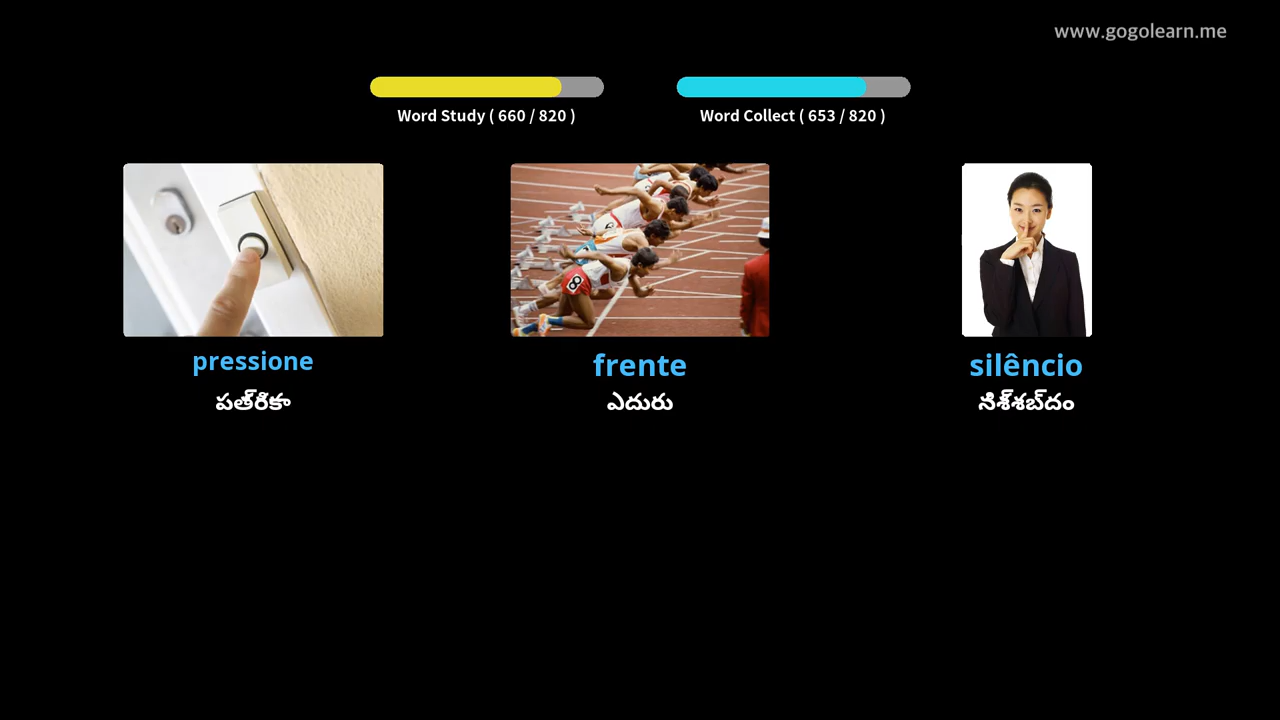 www.gogolearn.me
Word Study ( 660 / 820 )
Word Collect ( 653 / 820 )
pressione
frente
silêncio
పత్రికా
ఎదురు
నిశ్శబ్దం